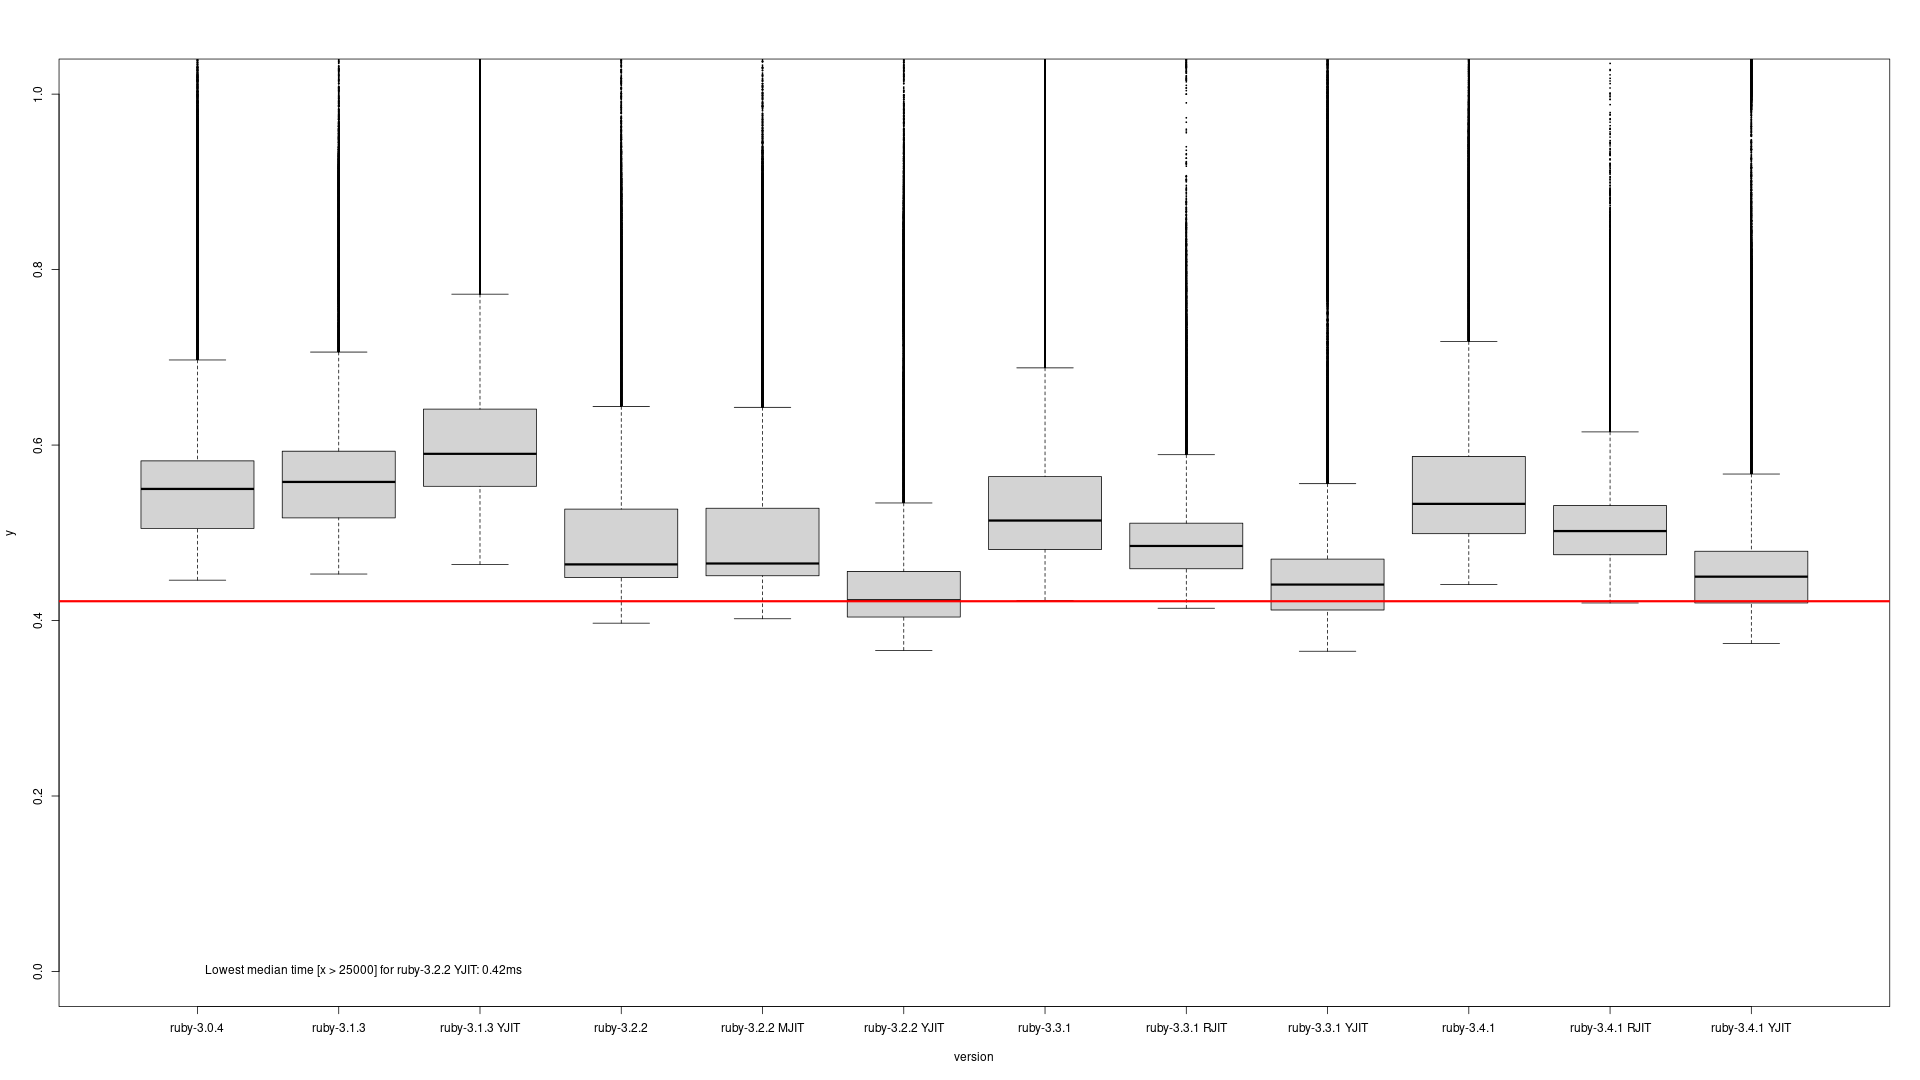 1.0
0.8
0.6
y
0.4
0.2
0.0
Lowest median time [x > 25000] for ruby-3.2.2 YJIT: 0.42ms
ruby-3.0.4 ruby-3.1.3 ruby-3.1.3 YJIT ruby-3.2.2 ruby-3.2.2 MJIT ruby-3.2.2 YJIT ruby-3.3.1 ruby-3.3.1 RJIT ruby-3.3.1 YJIT ruby-3.4.1 ruby-3.4.1 RJIT ruby-3.4.1 YJIT
version